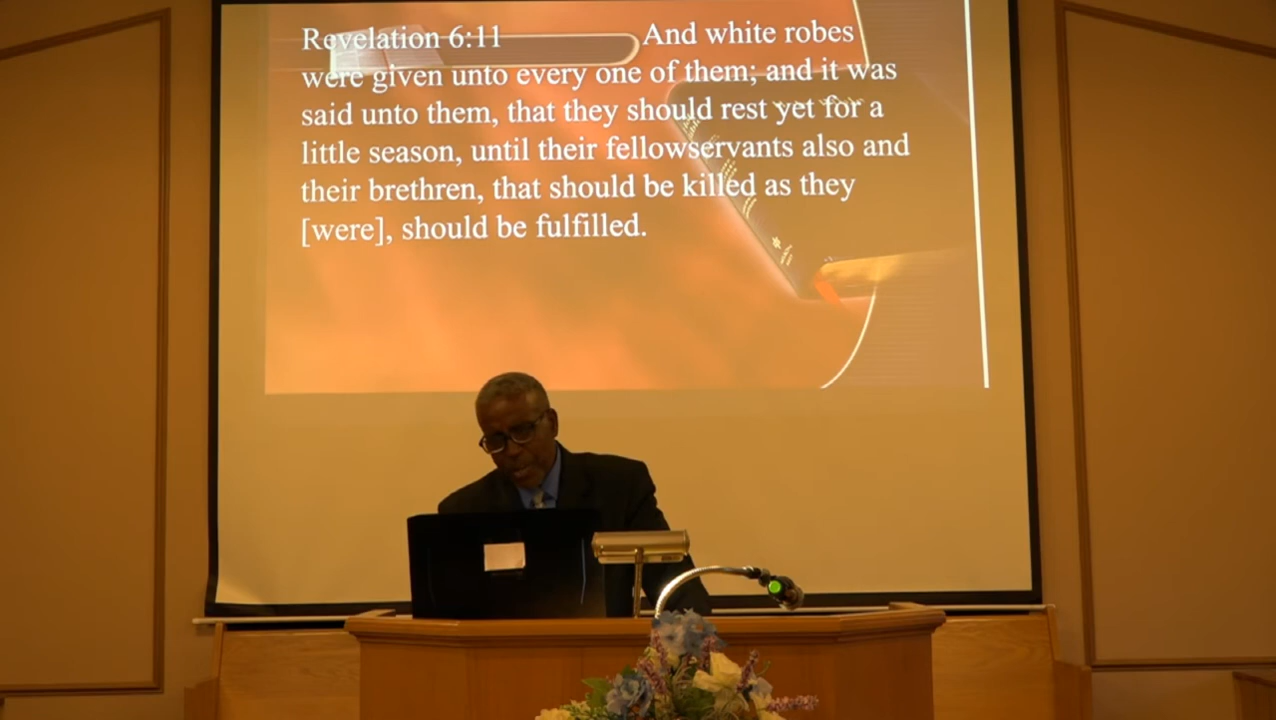 Revelation 6:11 And white robes
were given unto every one of them; and it was
said unto them, that they should rest yet for a
little season, until their fellowservants also and
their brethren, that should be killed as they
[were], should be fulfilled.